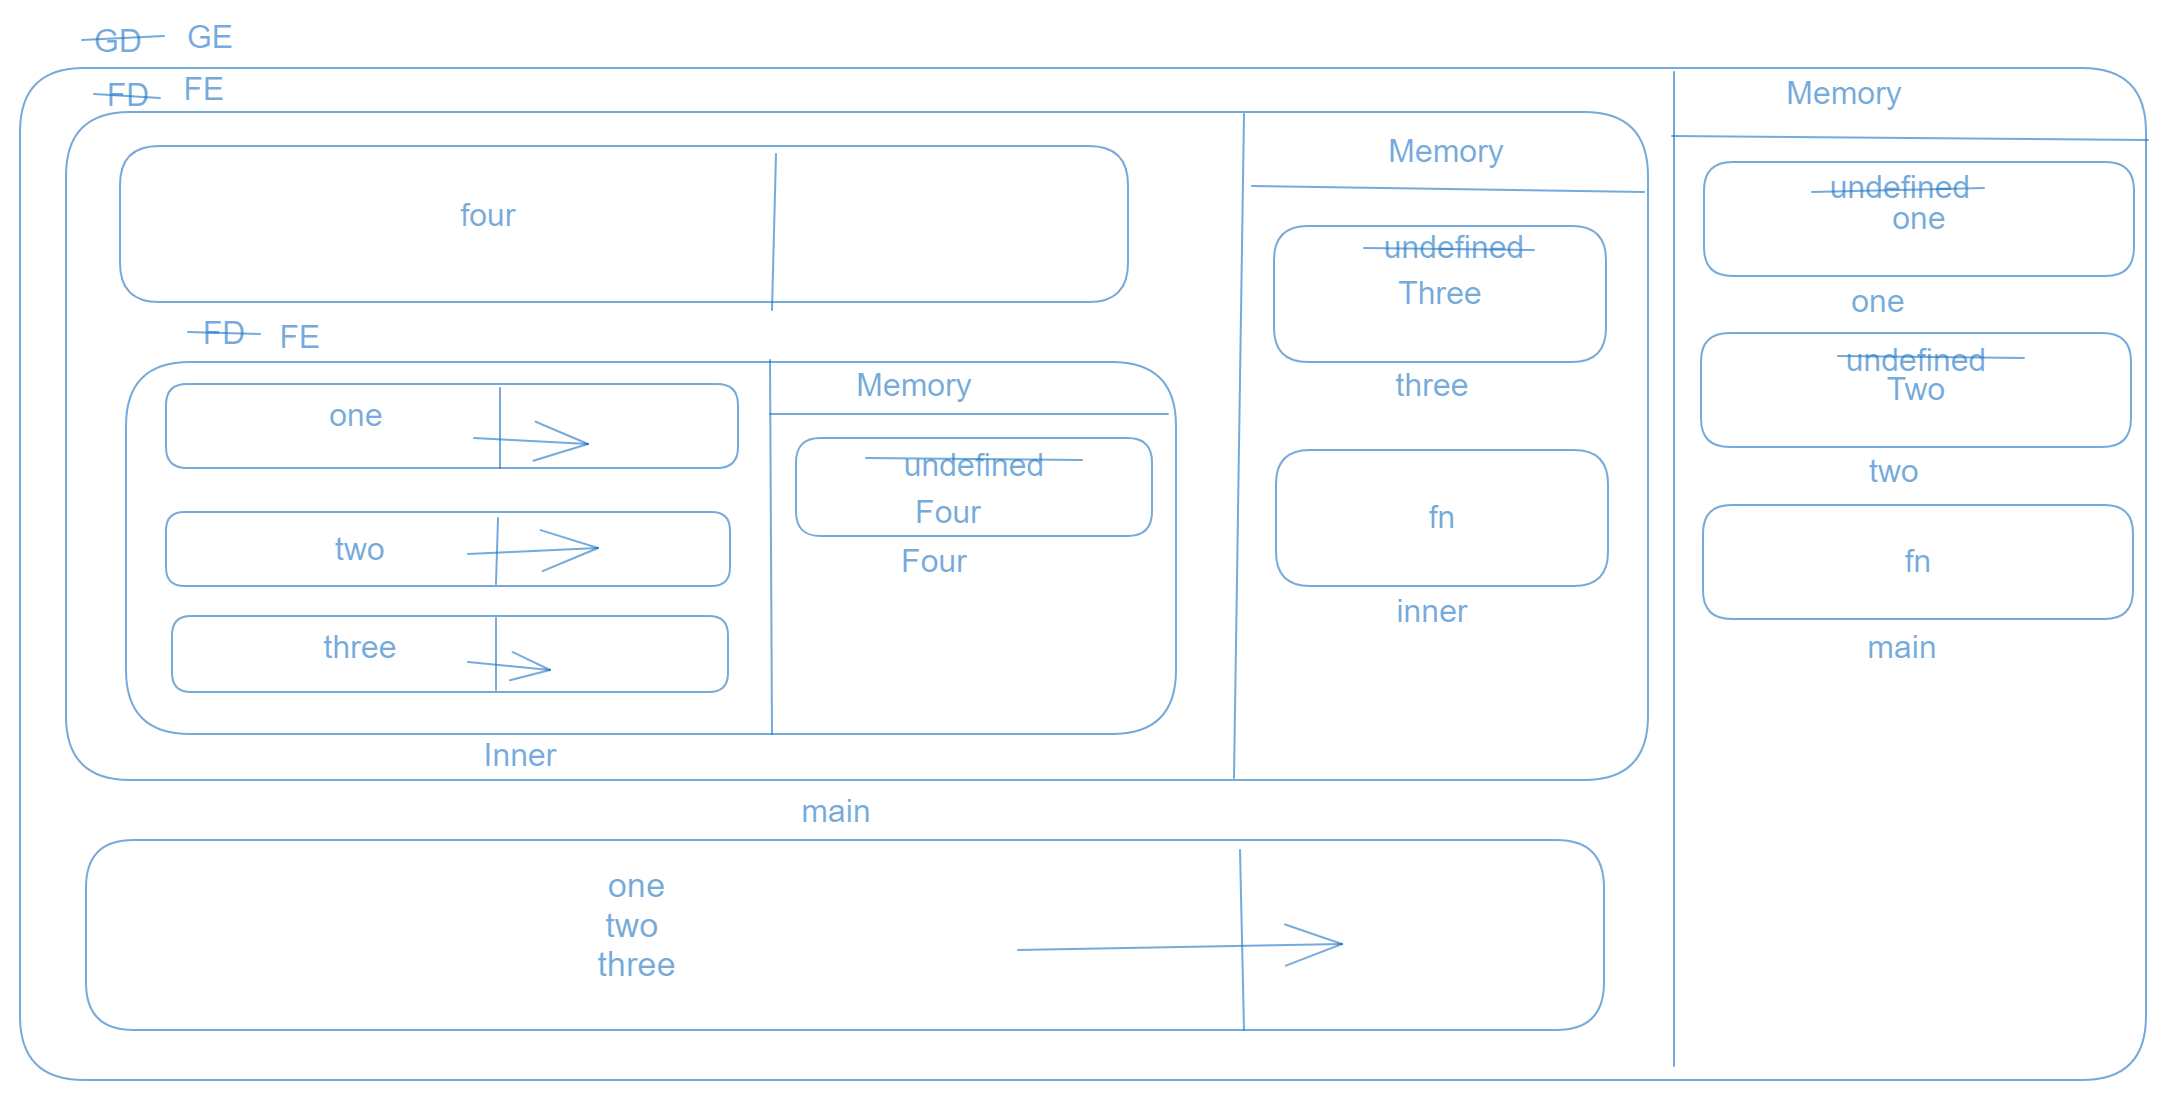 GD GE
FD FE
Memory
Memory
four
undefined
one
one
undefined
Three
three
FD FE
undefined
Two
two
Memory
one
undefined
Four
Four
two
three
fn
inner
fn
main
Inner
main
one
two
three